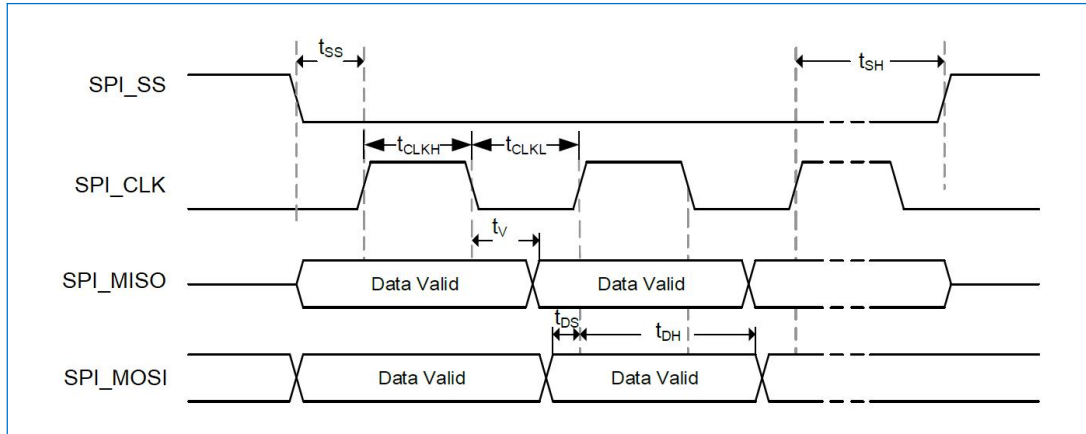 tSS
tSH
SPI_SS
tCLKH
tCLKL
SPI_CLK
tV
SPI_MISO
Data Valid
Data Valid
tDS
tDH
SPI_MOSI
Data Valid
Data Valid